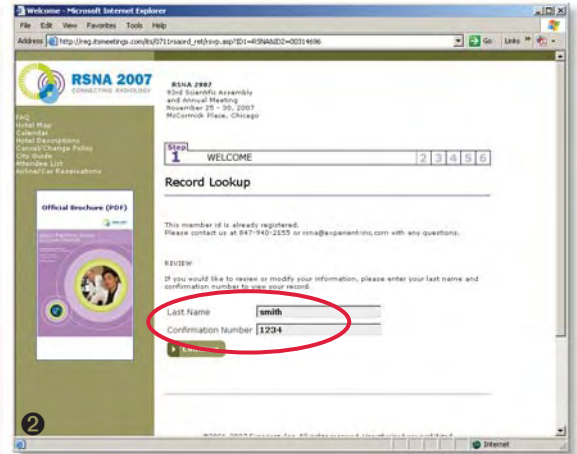 Welcome - Microsoft Internet Explorer
File Edit View Favorites Tools Help
Address Go Links »
RSNA 2007
CONNECTING RADIOLOGY
FAQ
Hotel Map
Calendar
Hotel Descriptions
Cancel/Change Policy
City Guide
Attendee List
Airline/Car Reservations
Official Brochure (PDF)
RSNA 2007
93rd Scientific Assembly
and Annual Meeting
November 25 - 30, 2007
McCormick Place, Chicago
Step
1 WELCOME 2 3 4 5 6
Record Lookup
This member id is already registered.
Please contact us at 847-940-2155 or rsna@experient-inc.com with any questions.
REVIEW
If you would like to review or modify your information, please enter your last name and
confirmation number to view your record.
Last Name smith
Confirmation Number 1234
Continue
2
Internet